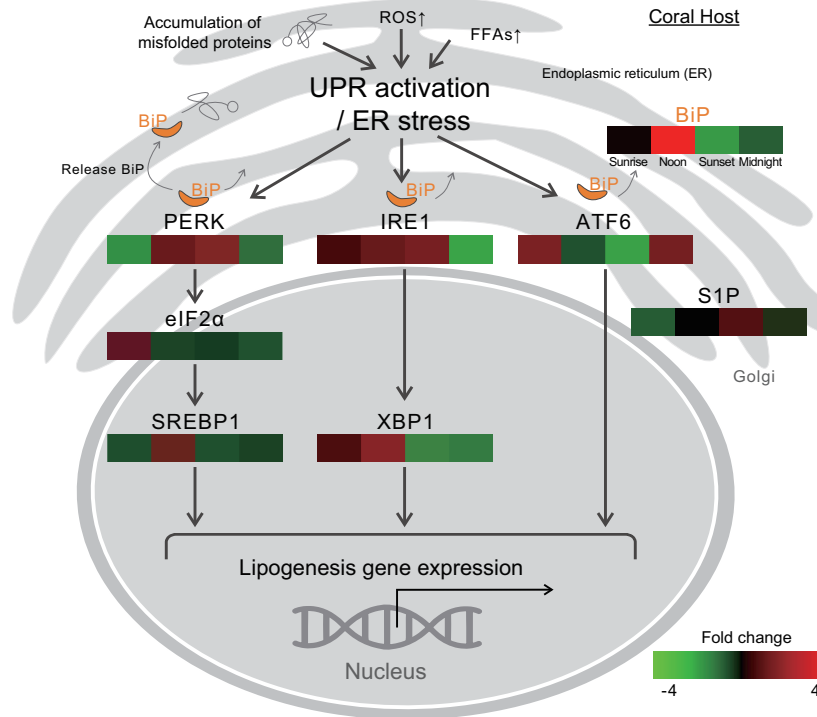 Accumulation of
misfolded proteins
ROS↑
FFAs↑
Coral Host
UPR activation
/ ER stress
Endoplasmic reticulum (ER)
BiP
Sunrise Noon Sunset Midnight
BiP
Release BiP
BiP
BiP
BiP
PERK
IRE1
ATF6
S1P
eIF2α
Golgi
SREBP1
XBP1
Lipogenesis gene expression
Nucleus
Fold change
-4 4